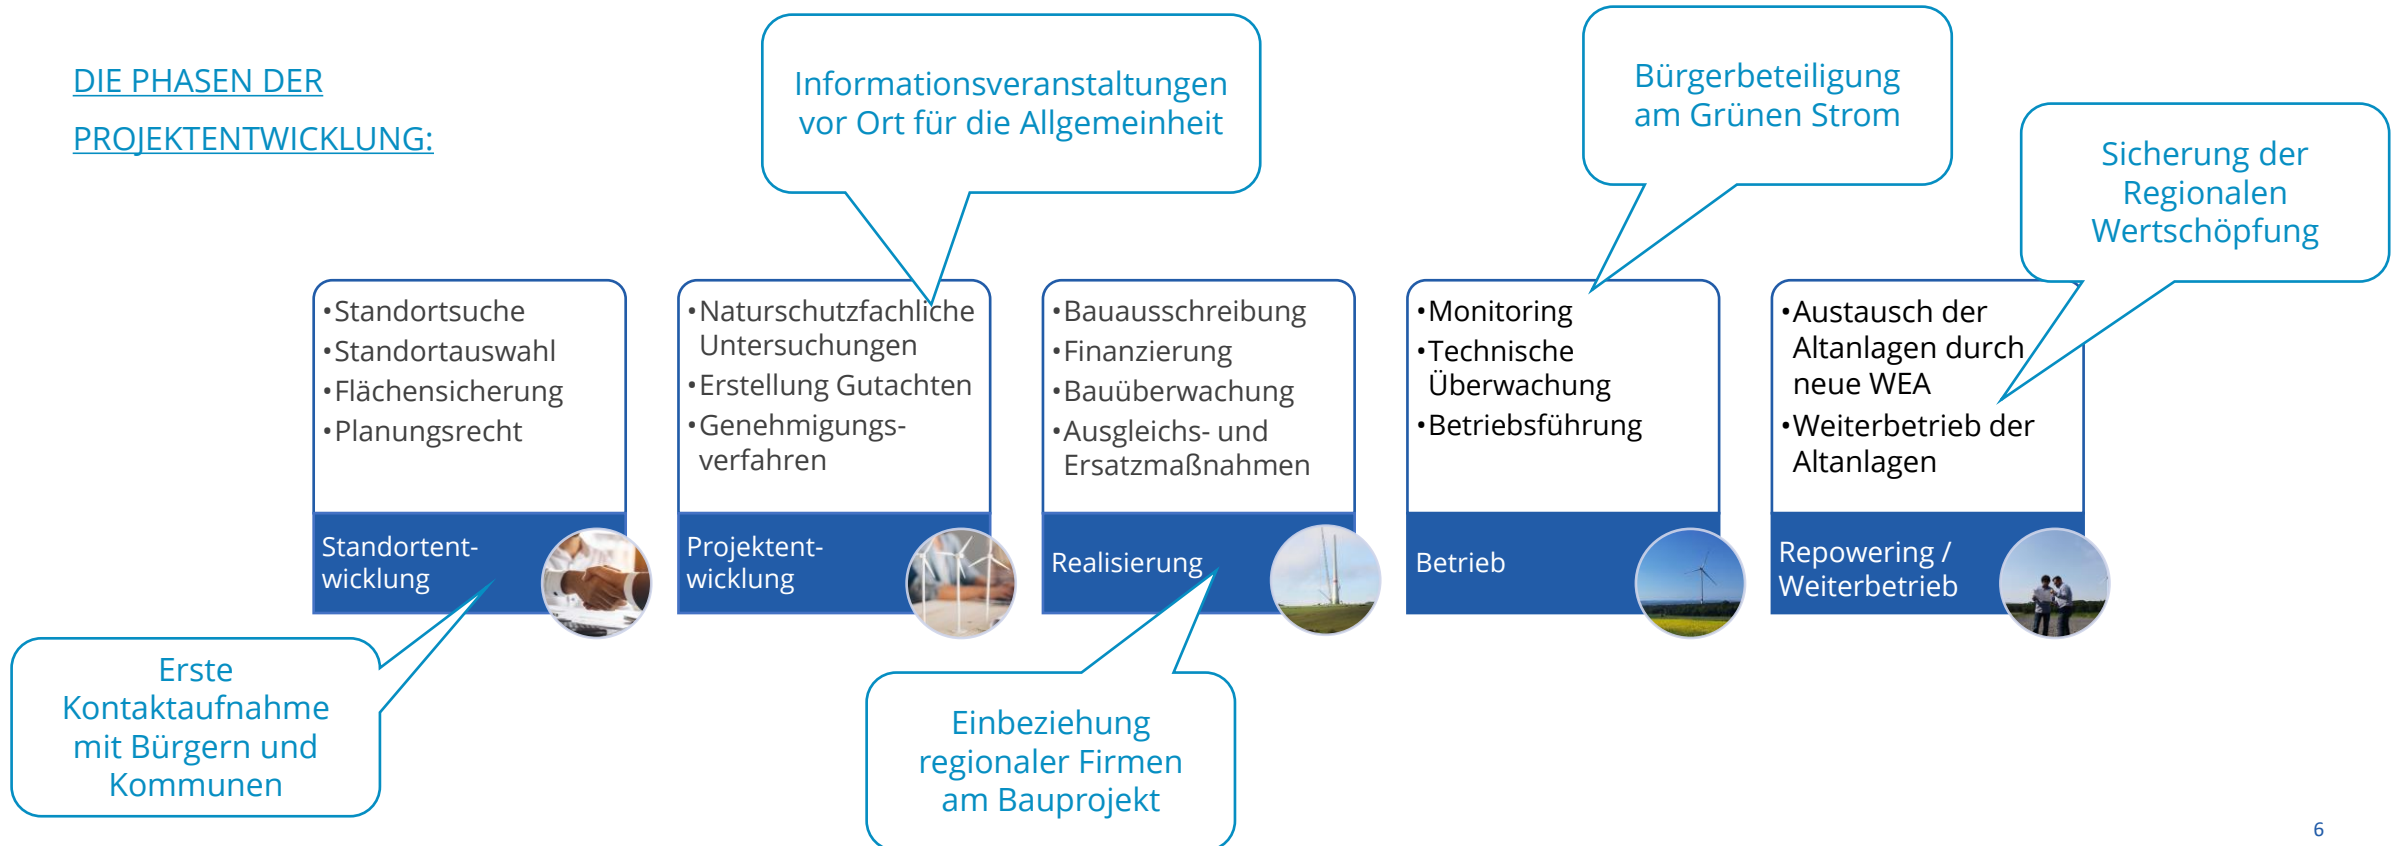 DIE PHASEN DER
PROJEKTENTWICKLUNG:
Informationsveranstaltungen
vor Ort für die Allgemeinheit
Bürgerbeteiligung
am Grünen Strom
Sicherung der
Regionalen
Wertschöpfung
•Standortsuche
•Standortauswahl
•Flächensicherung
•Planungsrecht
Standortent-
wicklung
•Naturschutzfachliche
Untersuchungen
•Erstellung Gutachten
•Genehmigungs-
verfahren
Projektent-
wicklung
•Bauausschreibung
•Finanzierung
•Bauüberwachung
•Ausgleichs- und
Ersatzmaßnahmen
Realisierung
•Monitoring
•Technische
Überwachung
•Betriebsführung
Betrieb
•Austausch der
Altanlagen durch
neue WEA
•Weiterbetrieb der
Altanlagen
Repowering /
Weiterbetrieb
Erste
Kontaktaufnahme
mit Bürgern und
Kommunen
Einbeziehung
regionaler Firmen
am Bauprojekt
6